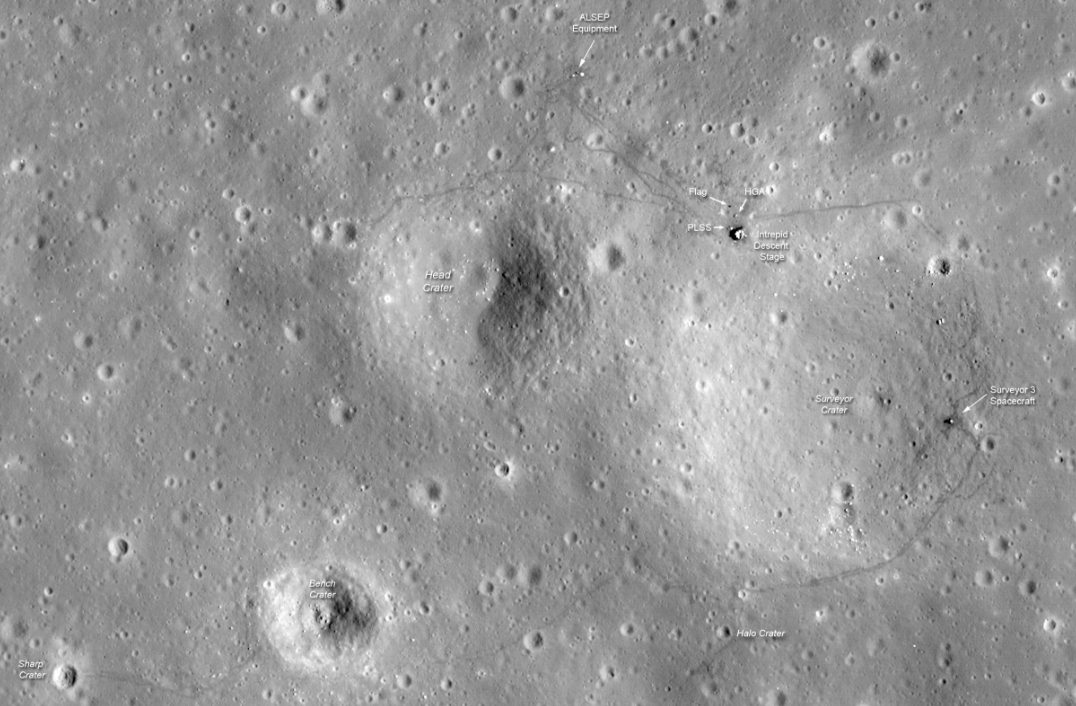 ALSEP
Equipment
Flag
HGA
PLSS
Intrepid
Descent
Stage
Head
Crater
Surveyor 3
Spacecraft
Surveyor
Crater
Bench
Crater
Halo Crater
Sharp
Crater